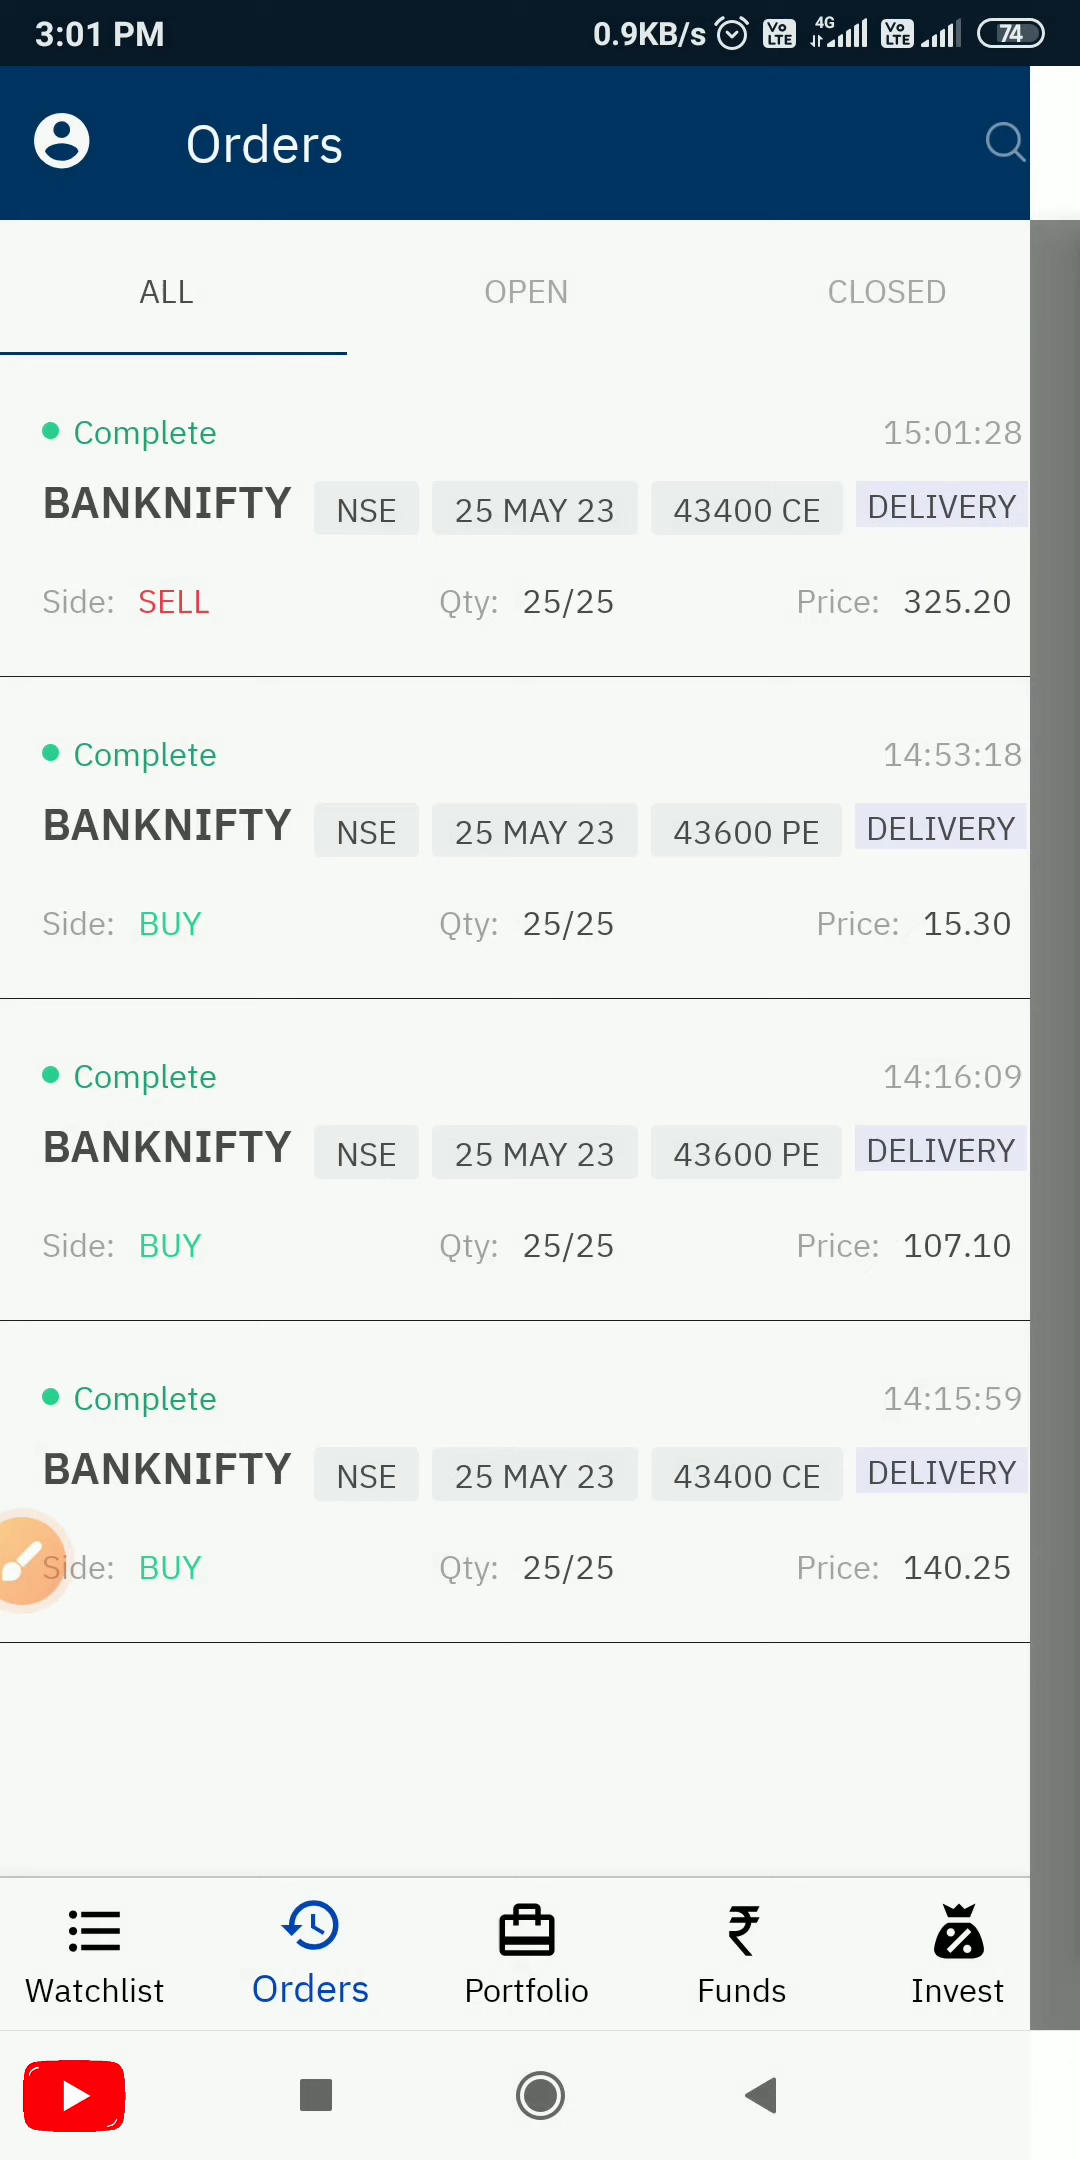 3:01 PM 0.9KB/s Vo LTE 4G Vo LTE 74
Orders
ALL OPEN CLOSED
Complete 15:01:28
BANKNIFTY NSE 25 MAY 23 43400 CE DELIVERY
Side: SELL Qty: 25/25 Price: 325.20
Complete 14:53:18
BANKNIFTY NSE 25 MAY 23 43600 PE DELIVERY
Side: BUY Qty: 25/25 Price: 15.30
Complete 14:16:09
BANKNIFTY NSE 25 MAY 23 43600 PE DELIVERY
Side: BUY Qty: 25/25 Price: 107.10
Complete 14:15:59
BANKNIFTY NSE 25 MAY 23 43400 CE DELIVERY
Side: BUY Qty: 25/25 Price: 140.25
Watchlist Orders Portfolio Funds Invest